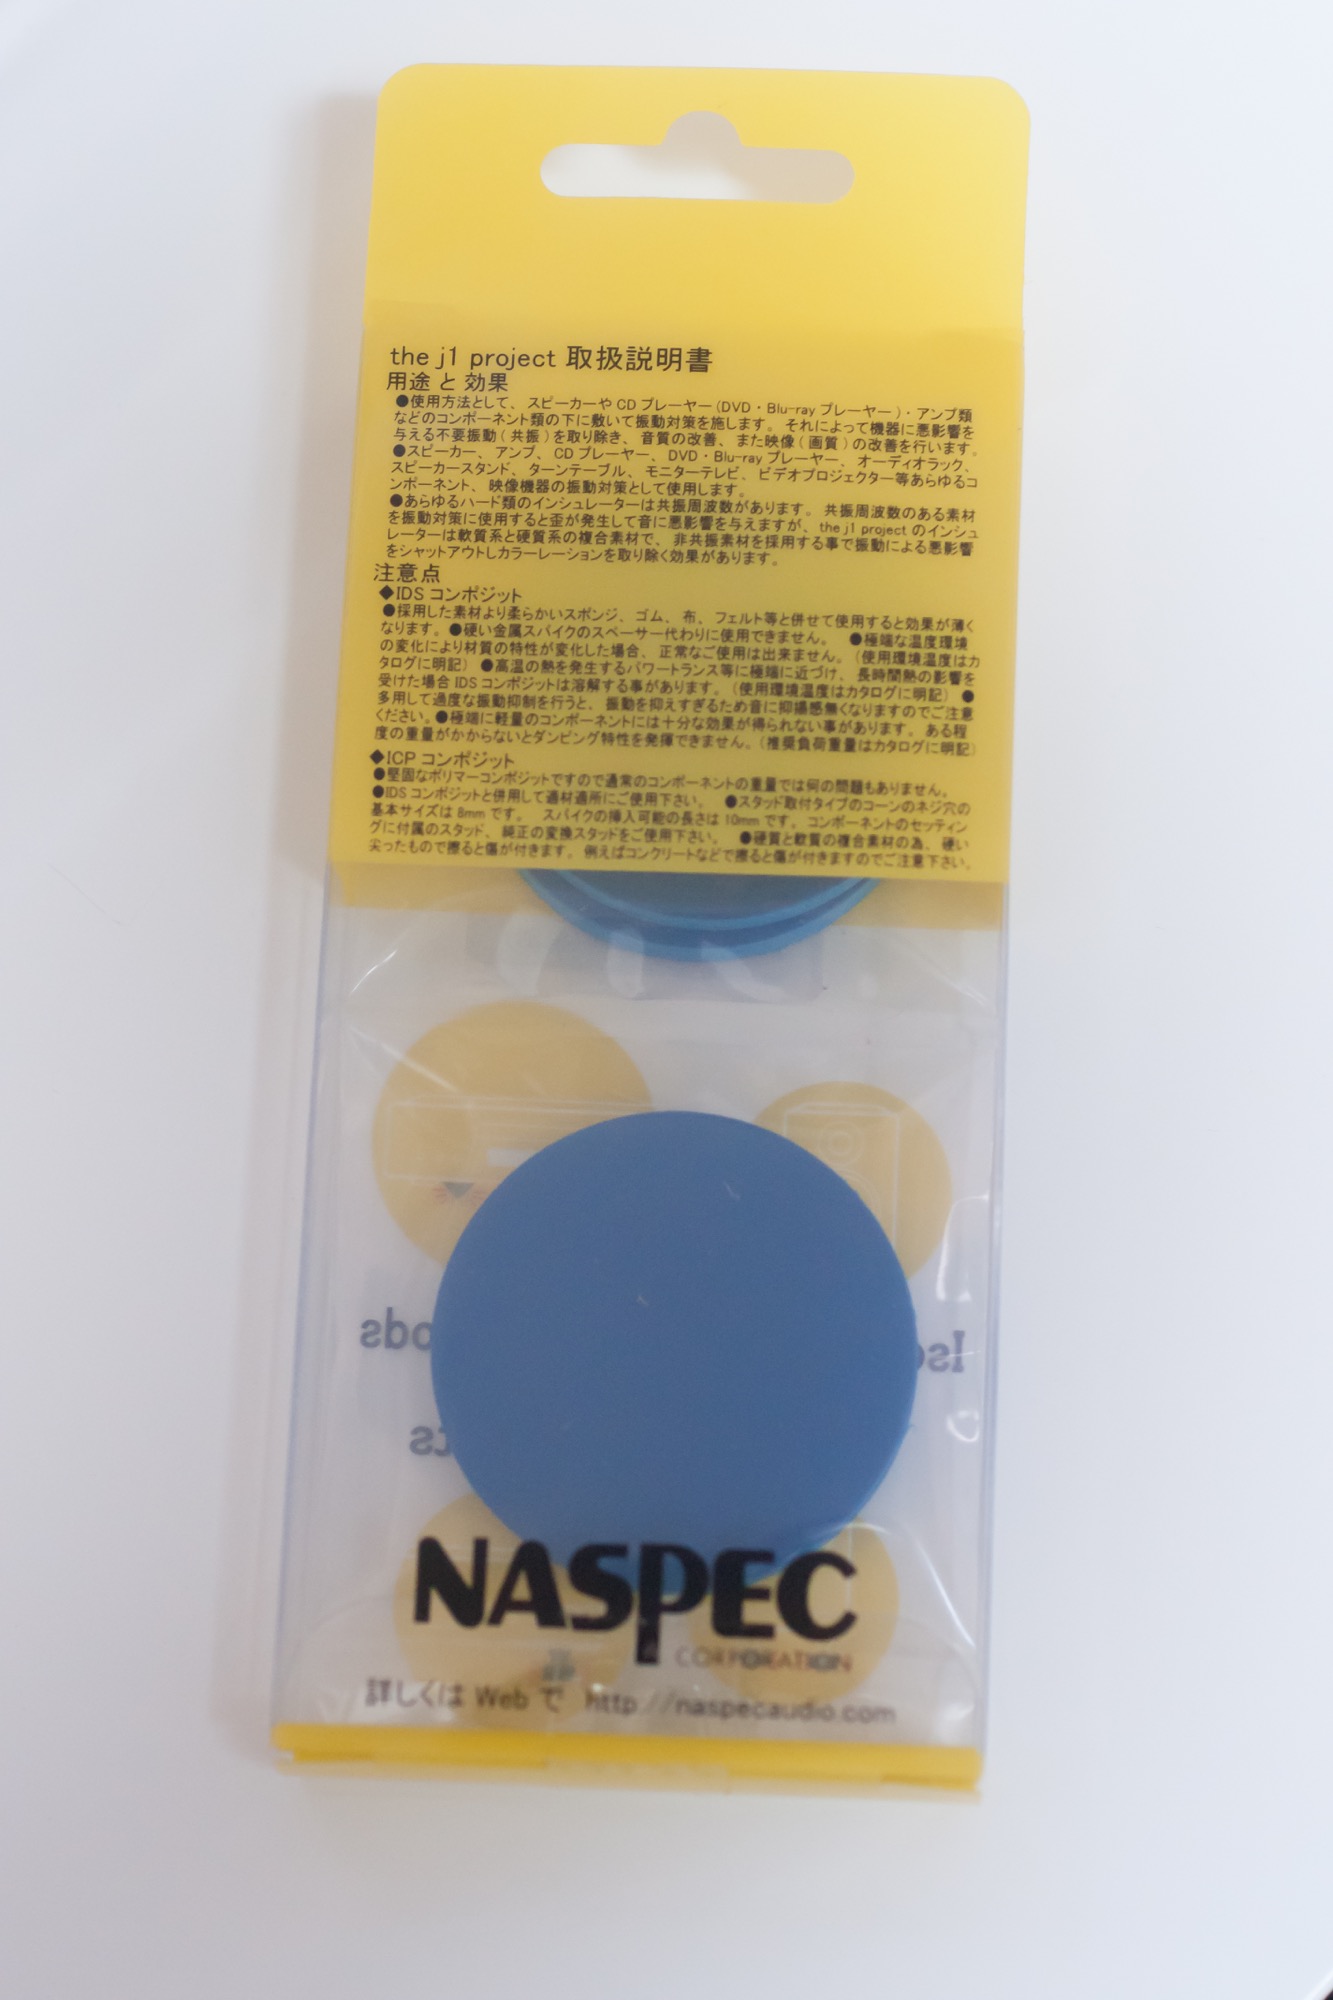 the j1 project 取扱説明書
用途 と 効果
●使用方法として、スピーカーや CD プレーヤー (DVD・Blu-ray プレーヤー)・アンプ類
などのコンポーネント類の下に敷いて振動対策を施します。それによって機器に悪影響を
与える不要振動 ( 共振 ) を取り除き、音質の改善、また映像 ( 画質 ) の改善を行います。
●スピーカー、アンプ、CD プレーヤー、DVD・Blu-ray プレーヤー、オーディオラック、
スピーカースタンド、ターンテーブル、モニターテレビ、ビデオプロジェクター等あらゆるコ
ンポーネント、映像機器の振動対策として使用します。
●あらゆるハード類のインシュレーターは共振周波数があります。共振周波数のある素材
を振動対策に使用すると歪が発生して音に悪影響を与えますが、the j1 project のインシュ
レーターは軟質系と硬質系の複合素材で、非共振素材を採用する事で振動による悪影響
をシャットアウトしカラーレーションを取り除く効果があります。
注意点
◆IDS コンポジット
●採用した素材より柔らかいスポンジ、ゴム、布、フェルト等と併せて使用すると効果が薄く
なります。●硬い金属スパイクのスペーサー代わりに使用できません。 ●極端な温度環境
の変化により材質の特性が変化した場合、正常なご使用は出来ません。(使用環境温度はカ
タログに明記) ●高温の熱を発生するパワートランス等に極端に近づけ、長時間熱の影響を
受けた場合 IDS コンポジットは溶解する事があります。(使用環境温度はカタログに明記) ●
多用して過度な振動抑制を行うと、振動を抑えすぎるため音に抑揚感無くなりますのでご注意
ください。●極端に軽量のコンポーネントには十分な効果が得られない事があります。ある程
度の重量がかからないとダンピング特性を発揮できません。(推奨負荷重量はカタログに明記)
◆ICP コンポジット
●堅固なポリマーコンポジットですので通常のコンポーネントの重量では何の問題もありません。
●IDS コンポジットと併用して適材適所にご使用下さい。 ●スタッド取付タイプのコーンのネジ穴の
基本サイズは 8mm です。 スパイクの挿入可能の長さは 10mm です。コンポーネントのセッティン
グに付属のスタッド、純正の変換スタッドをご使用下さい。 ●硬質と軟質の複合素材の為、硬い
尖ったもので擦ると傷が付きます。例えばコンクリートなどで擦ると傷が付きますのでご注意下さい。
NASPEC
CORPORATION
詳しくは Web で http://naspecaudio.com